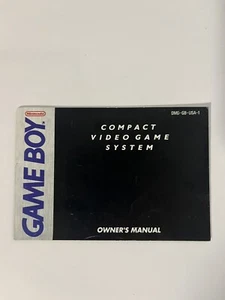 Nintendo
GAME BOY
DMG-GB-USA-1
COMPACT
VIDEO GAME
SYSTEM
OWNER'S MANUAL